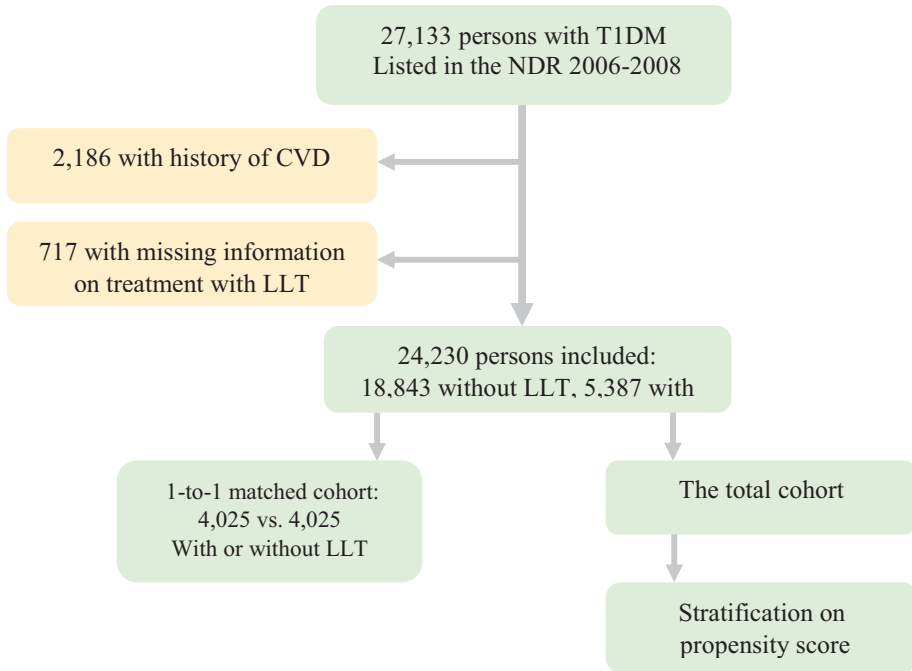 27,133 persons with T1DM
Listed in the NDR 2006-2008
2,186 with history of CVD
717 with missing information
on treatment with LLT
24,230 persons included:
18,843 without LLT, 5,387 with
1-to-1 matched cohort:
4,025 vs. 4,025
With or without LLT
The total cohort
Stratification on
propensity score